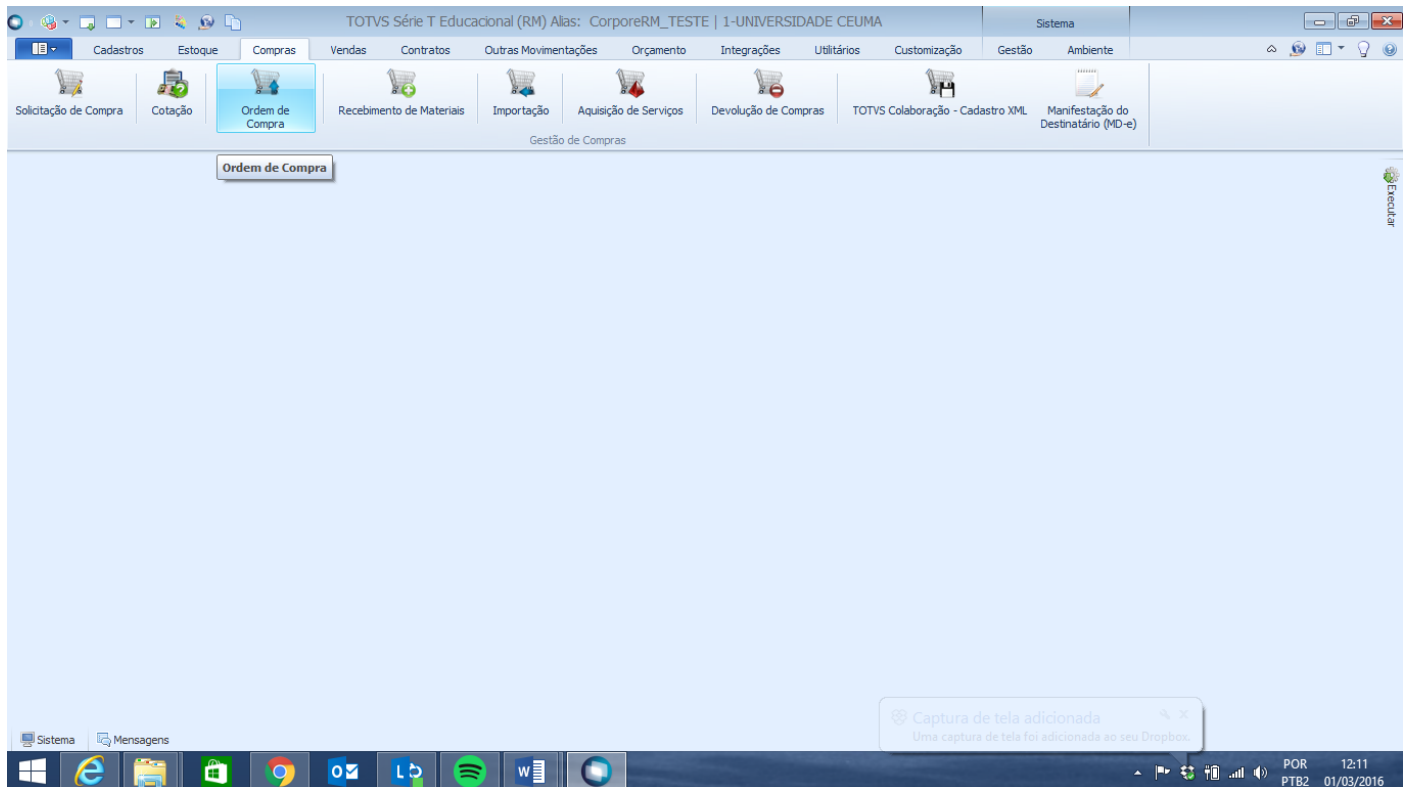 TOTVS Série T Educacional (RM) Alias: CorporeRM_TESTE | 1-UNIVERSIDADE CEUMA
Sistema
Cadastros Estoque Compras Vendas Contratos Outras Movimentações Orçamento Integrações Utilitários Customização Gestão Ambiente
Solicitação de Compra
Cotação
Ordem de
Compra
Recebimento de Materiais
Importação
Aquisição de Serviços
Devolução de Compras
TOTVS Colaboração - Cadastro XML
Manifestação do
Destinatário (MD-e)
Gestão de Compras
Ordem de Compra
Executar
Captura de tela adicionada
Uma captura de tela foi adicionada ao seu Dropbox.
Sistema Mensagens
POR 12:11
PTB2 01/03/2016